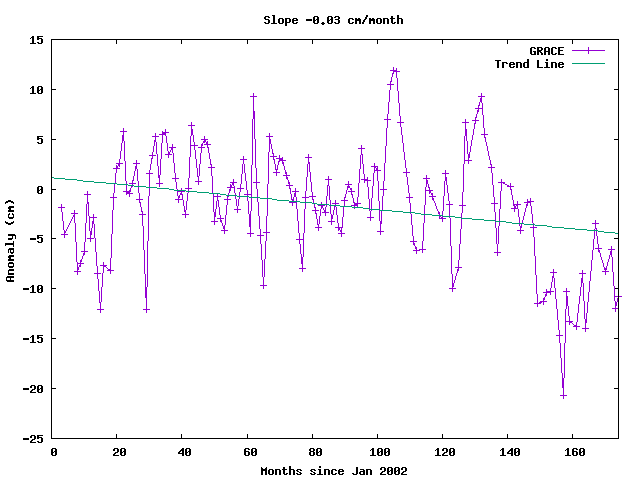 Slope -0.03 cm/month
GRACE
Trend Line
15
10
5
0
-5
-10
-15
-20
-25
Anomaly (cm)
0 20 40 60 80 100 120 140 160
Months since Jan 2002